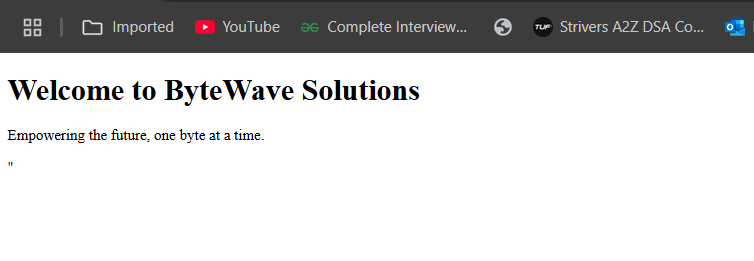 Imported YouTube Complete Interview... TUF Strivers A2Z DSA Co...
Welcome to ByteWave Solutions
Empowering the future, one byte at a time.
"